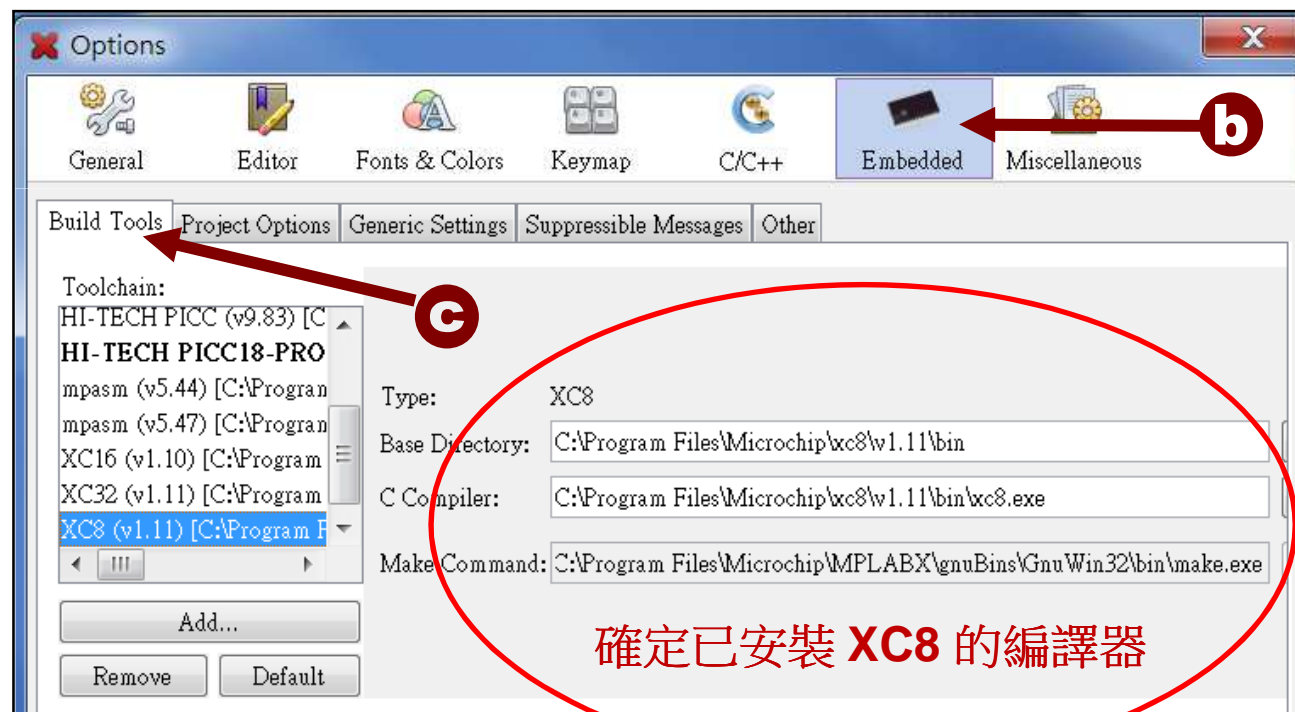 Options
X
General Editor Fonts & Colors Keymap C/C++ Embedded Miscellaneous
b
Build Tools Project Options Generic Settings Suppressible Messages Other
Toolchain:
c
HI-TECH PICC (v9.83) [C
HI-TECH PICC18-PRO
mpasm (v5.44) [C:\Program
mpasm (v5.47) [C:\Program
XC16 (v1.10) [C:\Program
XC32 (v1.11) [C:\Program
XC8 (v1.11) [C:\Program F
Type: XC8
Base Directory: C:\Program Files\Microchip\xc8\v1.11\bin
C Compiler: C:\Program Files\Microchip\xc8\v1.11\bin\xc8.exe
Make Command: C:\Program Files\Microchip\MPLABX\gnuBins\GnuWin32\bin\make.exe
Add...
Remove Default
確定已安裝 XC8 的編譯器